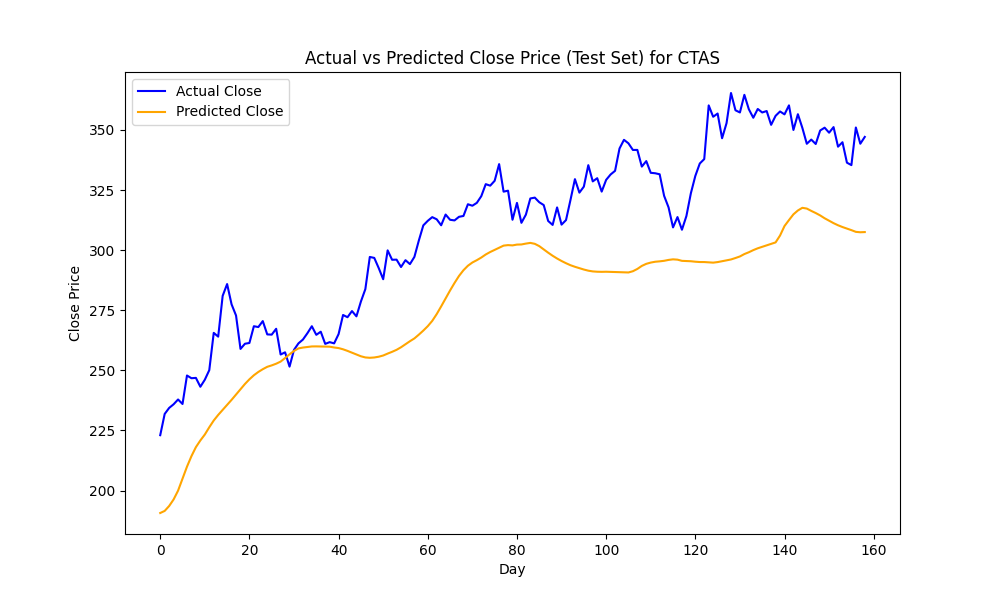 Actual vs Predicted Close Price (Test Set) for CTAS
Actual Close
Predicted Close
Close Price
350
325
300
275
250
225
200
0 20 40 60 80 100 120 140 160
Day